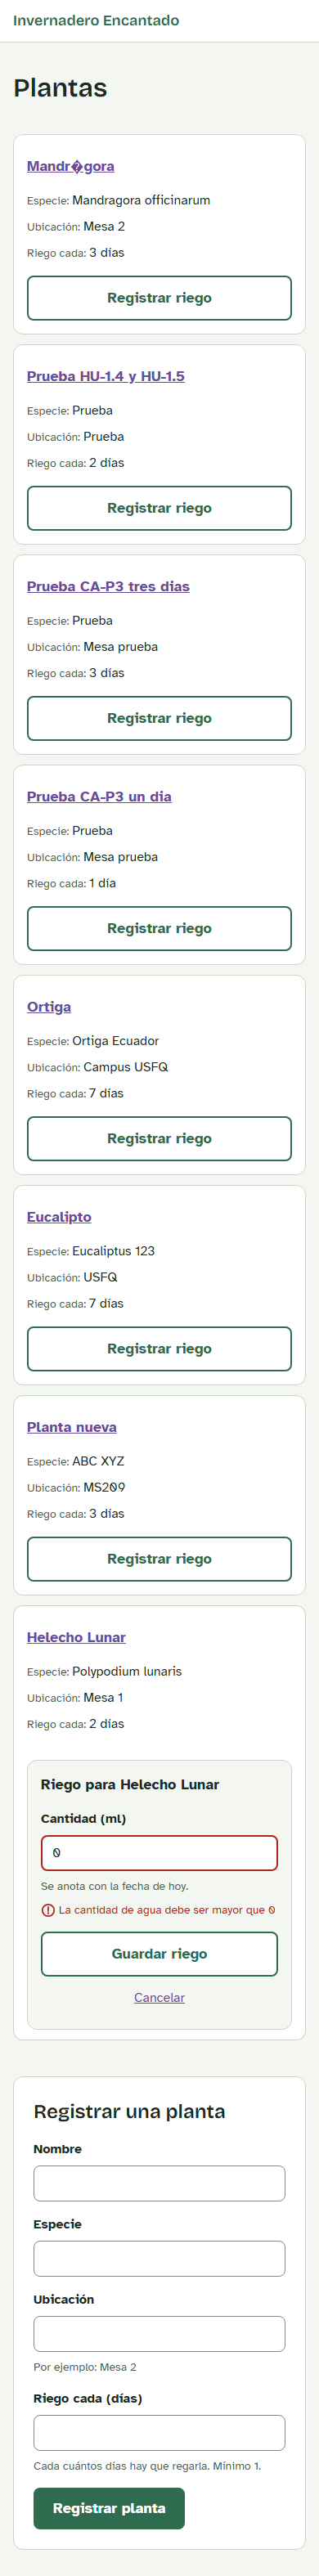 Invernadero Encantado
Plantas
Mandr�gora
Especie: Mandragora officinarum
Ubicación: Mesa 2
Riego cada: 3 días
Registrar riego
Prueba HU-1.4 y HU-1.5
Especie: Prueba
Ubicación: Prueba
Riego cada: 2 días
Registrar riego
Prueba CA-P3 tres dias
Especie: Prueba
Ubicación: Mesa prueba
Riego cada: 3 días
Registrar riego
Prueba CA-P3 un dia
Especie: Prueba
Ubicación: Mesa prueba
Riego cada: 1 día
Registrar riego
Ortiga
Especie: Ortiga Ecuador
Ubicación: Campus USFQ
Riego cada: 7 días
Registrar riego
Eucalipto
Especie: Eucaliptus 123
Ubicación: USFQ
Riego cada: 7 días
Registrar riego
Planta nueva
Especie: ABC XYZ
Ubicación: MS209
Riego cada: 3 días
Registrar riego
Helecho Lunar
Especie: Polypodium lunaris
Ubicación: Mesa 1
Riego cada: 2 días
Riego para Helecho Lunar
Cantidad (ml)
0
Se anota con la fecha de hoy.
La cantidad de agua debe ser mayor que 0
Guardar riego
Cancelar
Registrar una planta
Nombre
Especie
Ubicación
Por ejemplo: Mesa 2
Riego cada (días)
Cada cuántos días hay que regarla. Mínimo 1.
Registrar planta